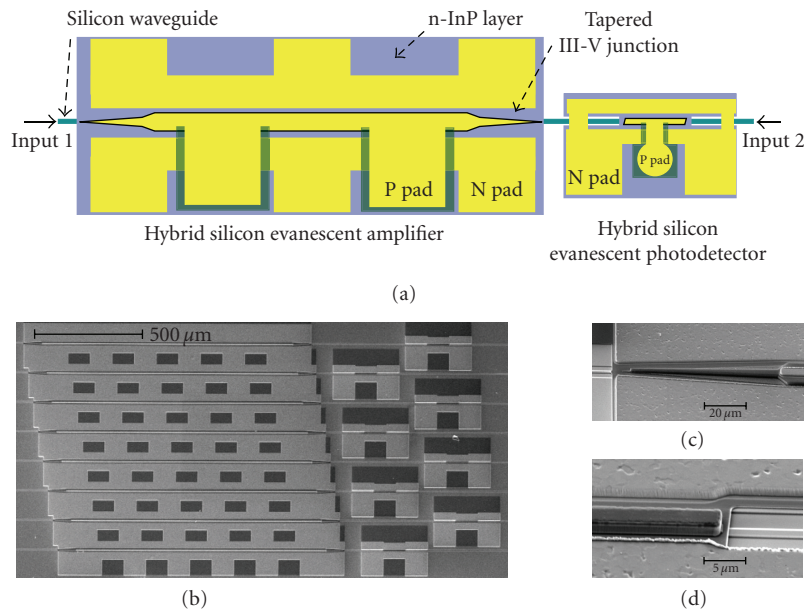 Silicon waveguide
n-InP layer
Tapered
III-V junction
Input 1
Input 2
P pad
N pad
P pad
N pad
Hybrid silicon evanescent amplifier
Hybrid silicon
evanescent photodetector
(a)
500 μm
(b)
20 μm
(c)
5 μm
(d)